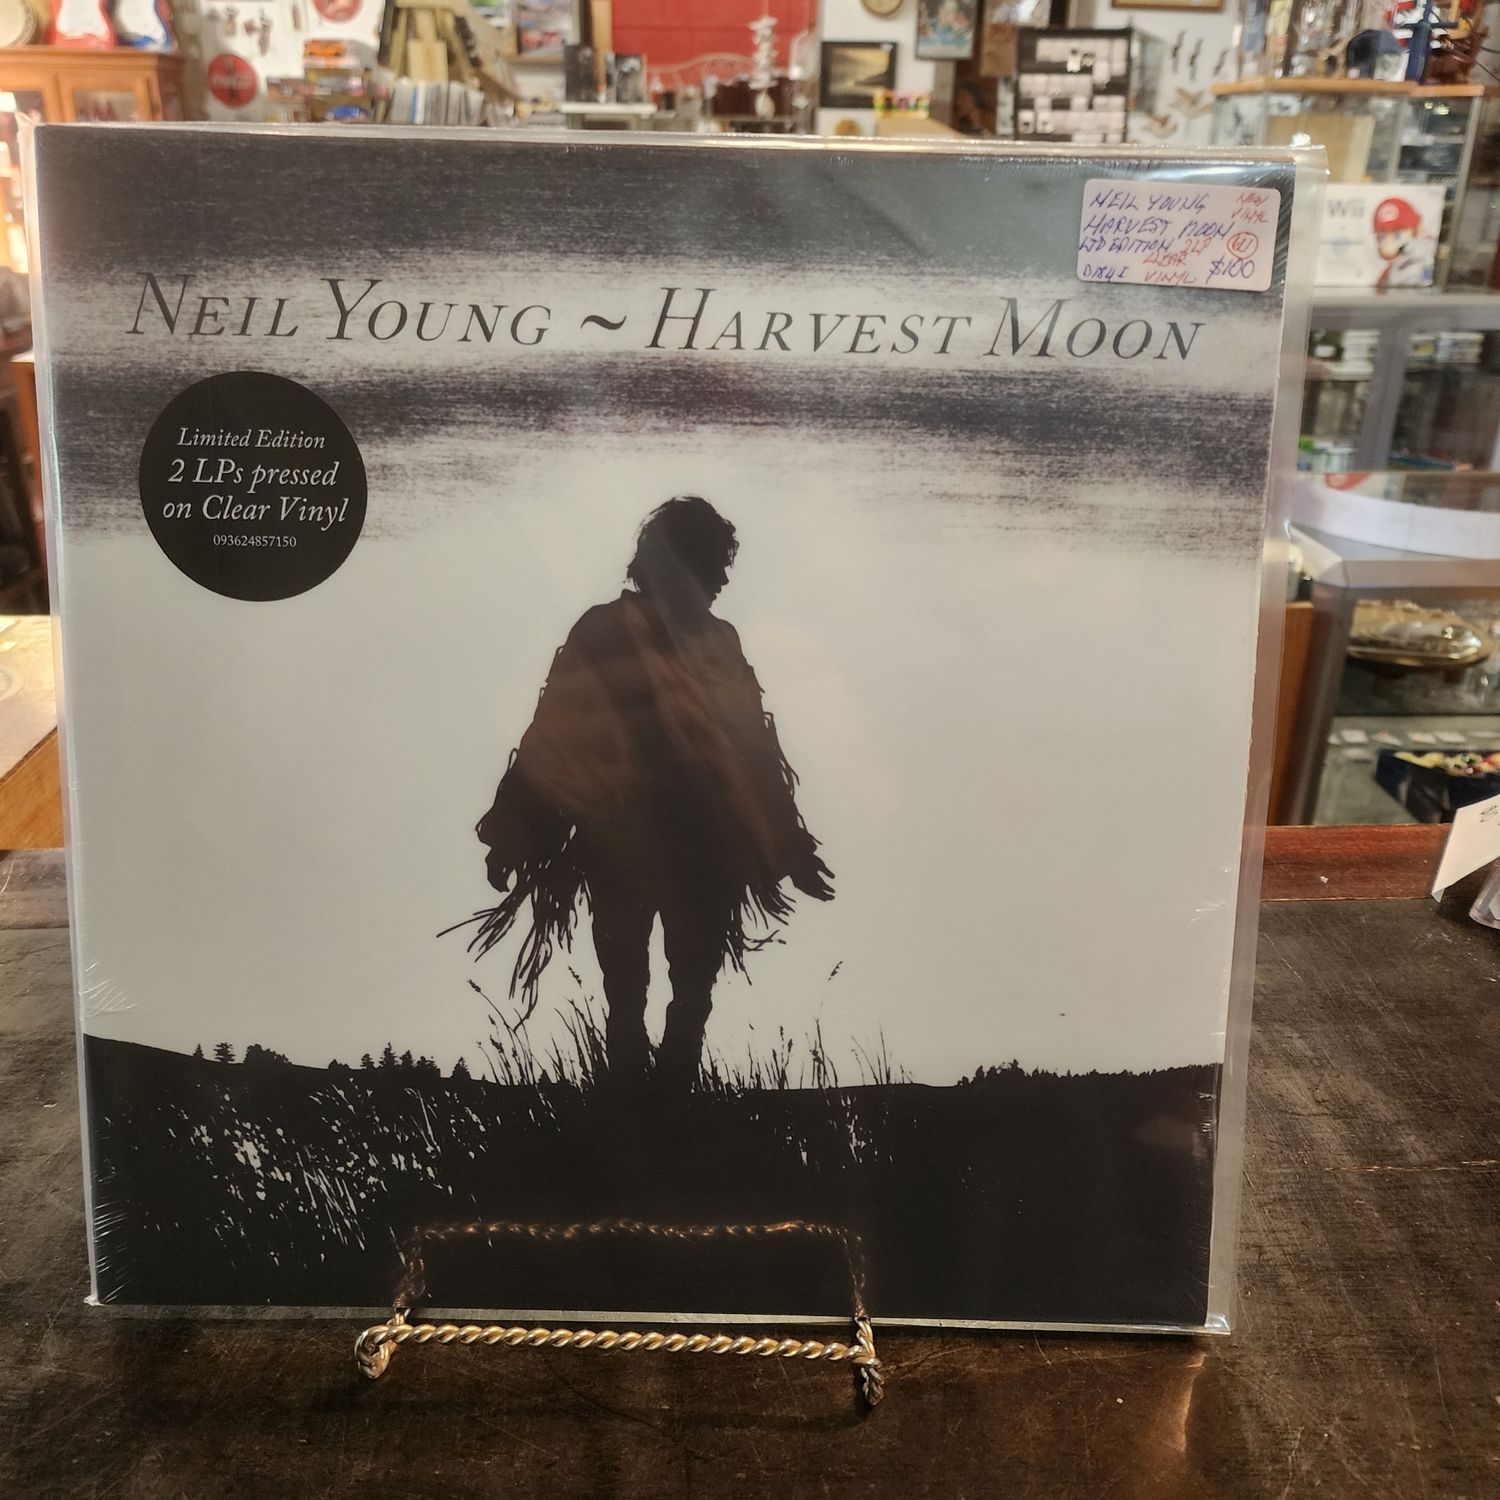 NEIL YOUNG NEW
VINYL
HARVEST MOON
LTD EDITION 2LP
CLEAR
VINYL $100
NEIL YOUNG ~ HARVEST MOON
Limited Edition
2 LPs pressed
on Clear Vinyl
093624857150
Wii